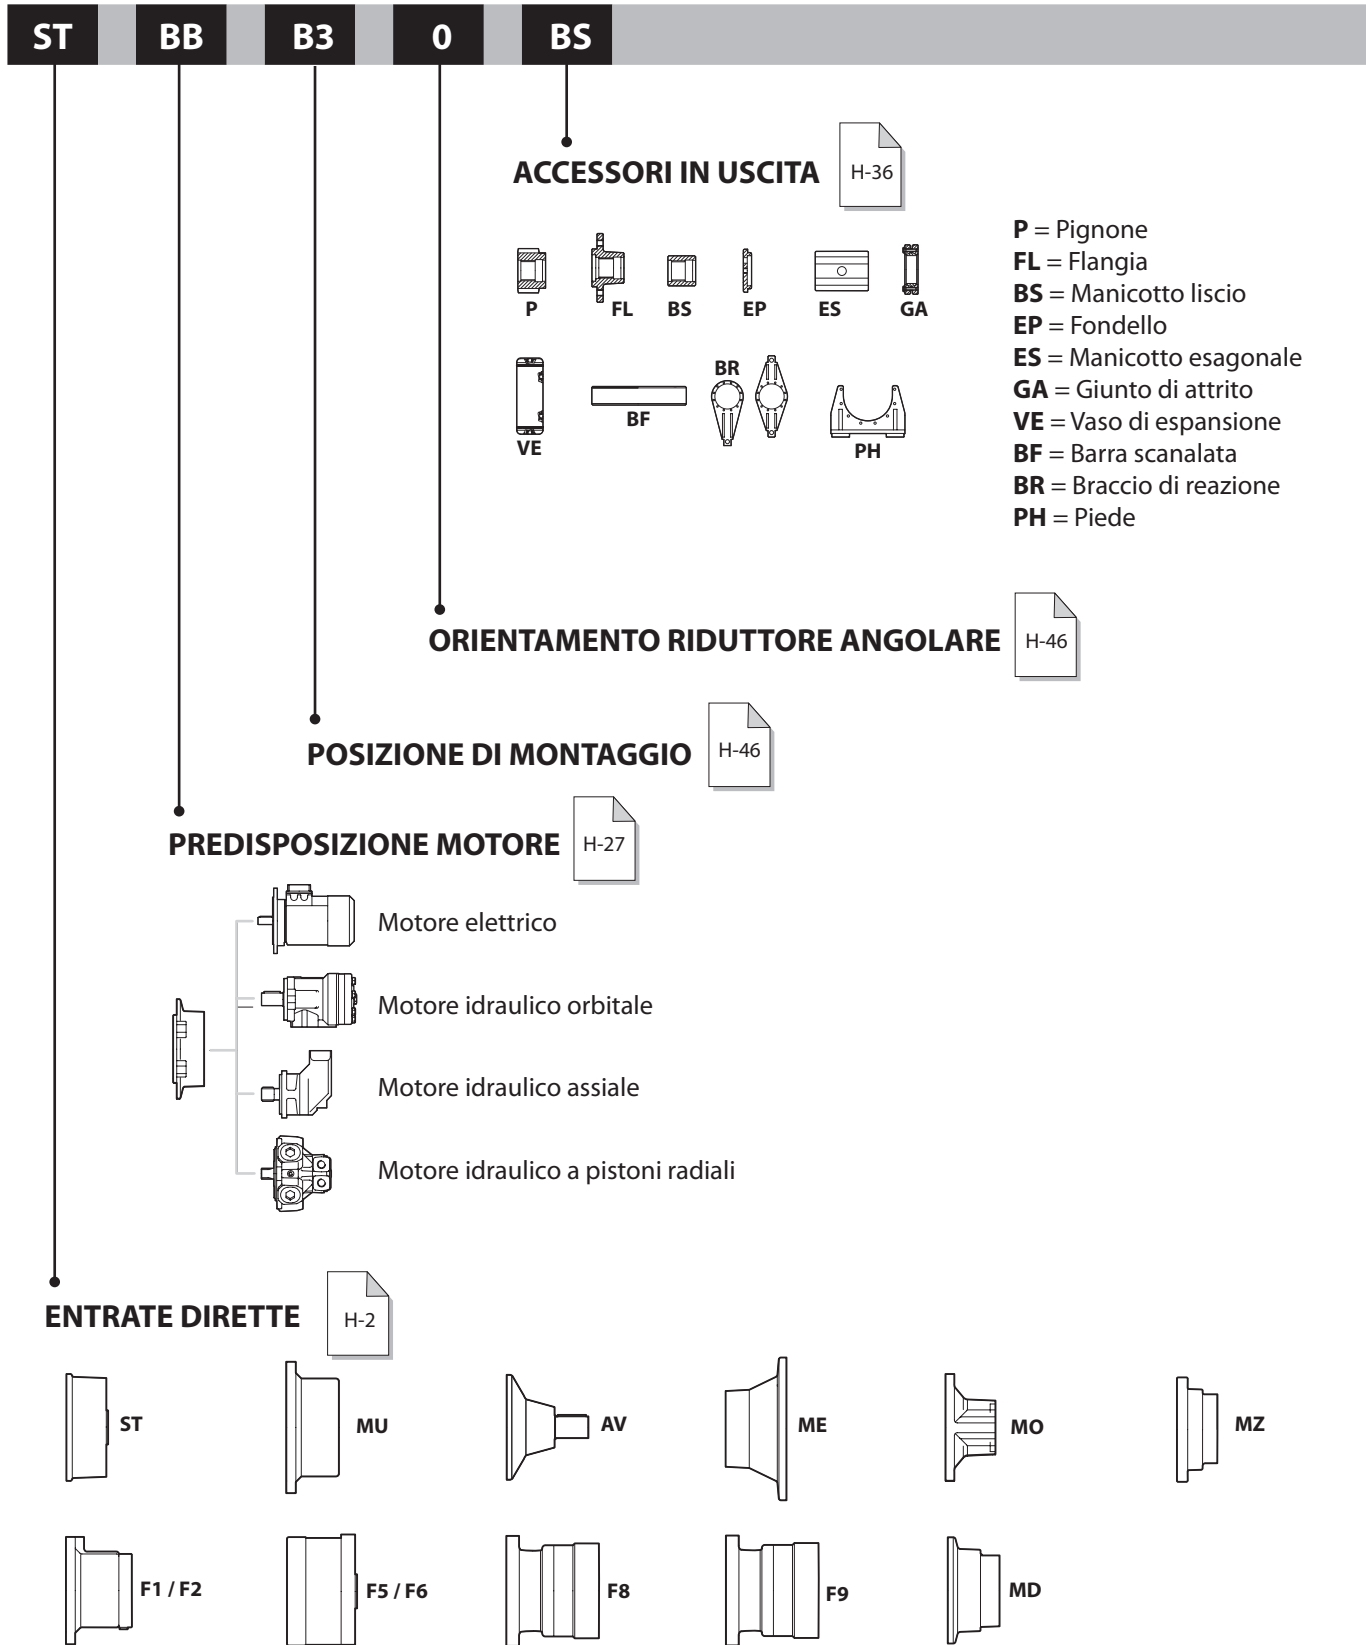 ST BB B3 0 BS
ACCESSORI IN USCITA
H-36
P FL BS EP ES GA
VE BF BR PH
P = Pignone
FL = Flangia
BS = Manicotto liscio
EP = Fondello
ES = Manicotto esagonale
GA = Giunto di attrito
VE = Vaso di espansione
BF = Barra scanalata
BR = Braccio di reazione
PH = Piede
ORIENTAMENTO RIDUTTORE ANGOLARE
H-46
POSIZIONE DI MONTAGGIO
H-46
PREDISPOSIZIONE MOTORE
H-27
Motore elettrico
Motore idraulico orbitale
Motore idraulico assiale
Motore idraulico a pistoni radiali
ENTRATE DIRETTE
H-2
ST MU AV ME MO MZ
F1 / F2 F5 / F6 F8 F9 MD